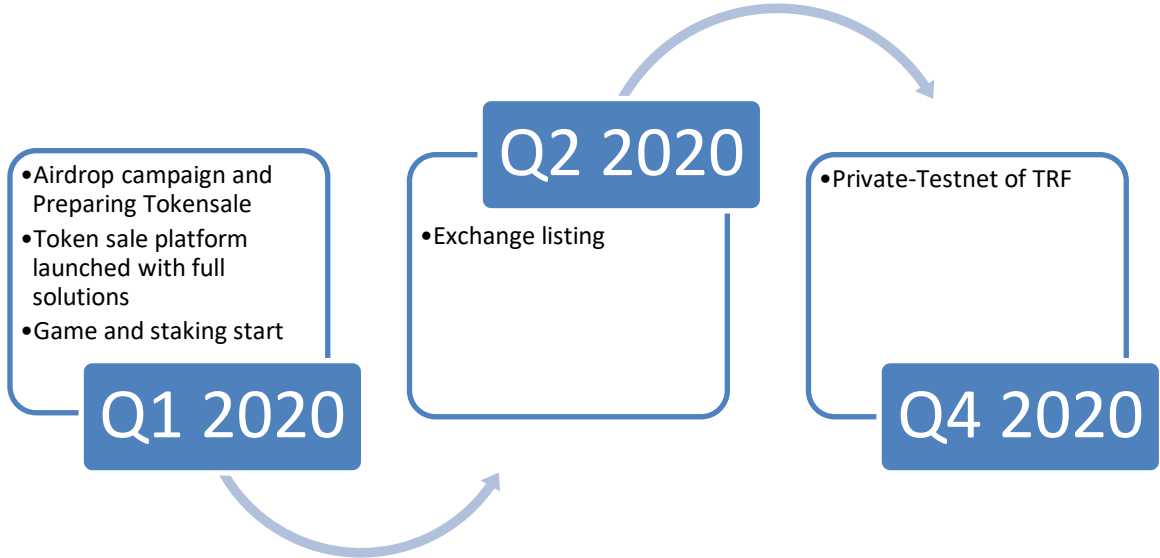 •Airdrop campaign and
Preparing Tokensale
•Token sale platform
launched with full
solutions
•Game and staking start
Q1 2020
Q2 2020
•Exchange listing
•Private-Testnet of TRF
Q4 2020